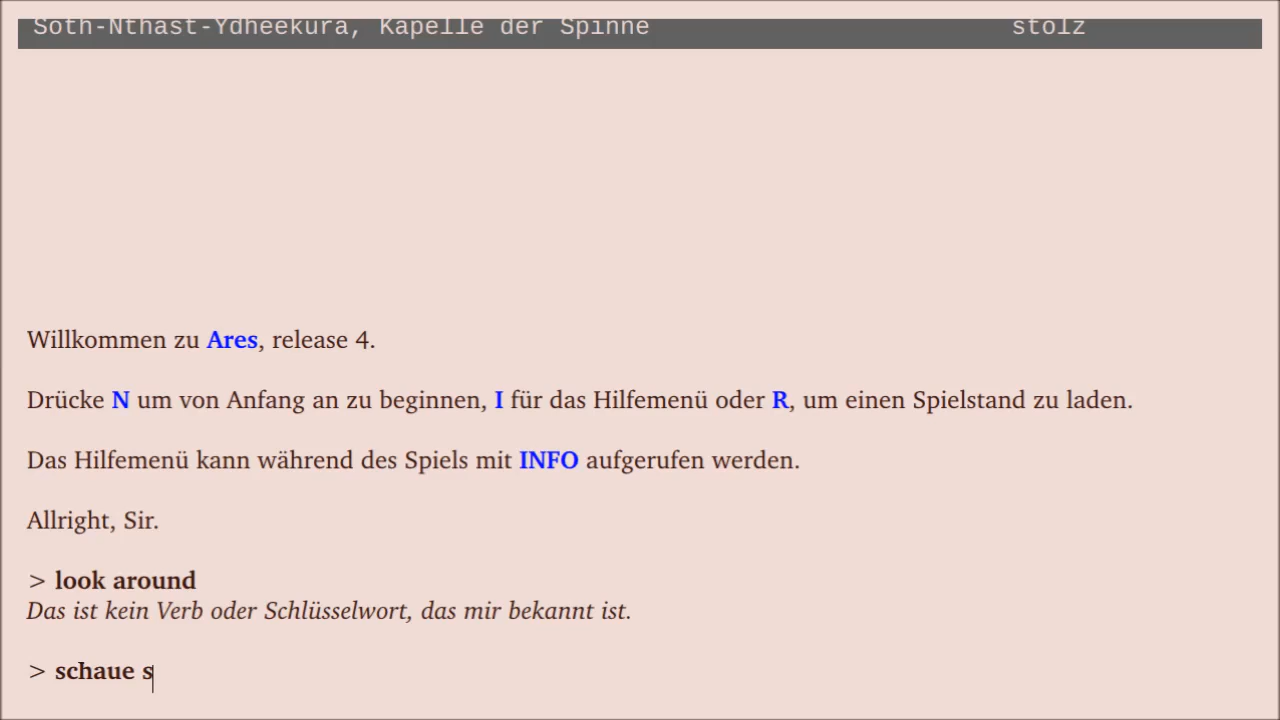 Soth-Nthast-Ydheekura, Kapelle der Spinne stolz
Willkommen zu Ares, release 4.
Drücke N um von Anfang an zu beginnen, I für das Hilfemenü oder R, um einen Spielstand zu laden.
Das Hilfemenü kann während des Spiels mit INFO aufgerufen werden.
Allright, Sir.
> look around
Das ist kein Verb oder Schlüsselwort, das mir bekannt ist.
> schaue s